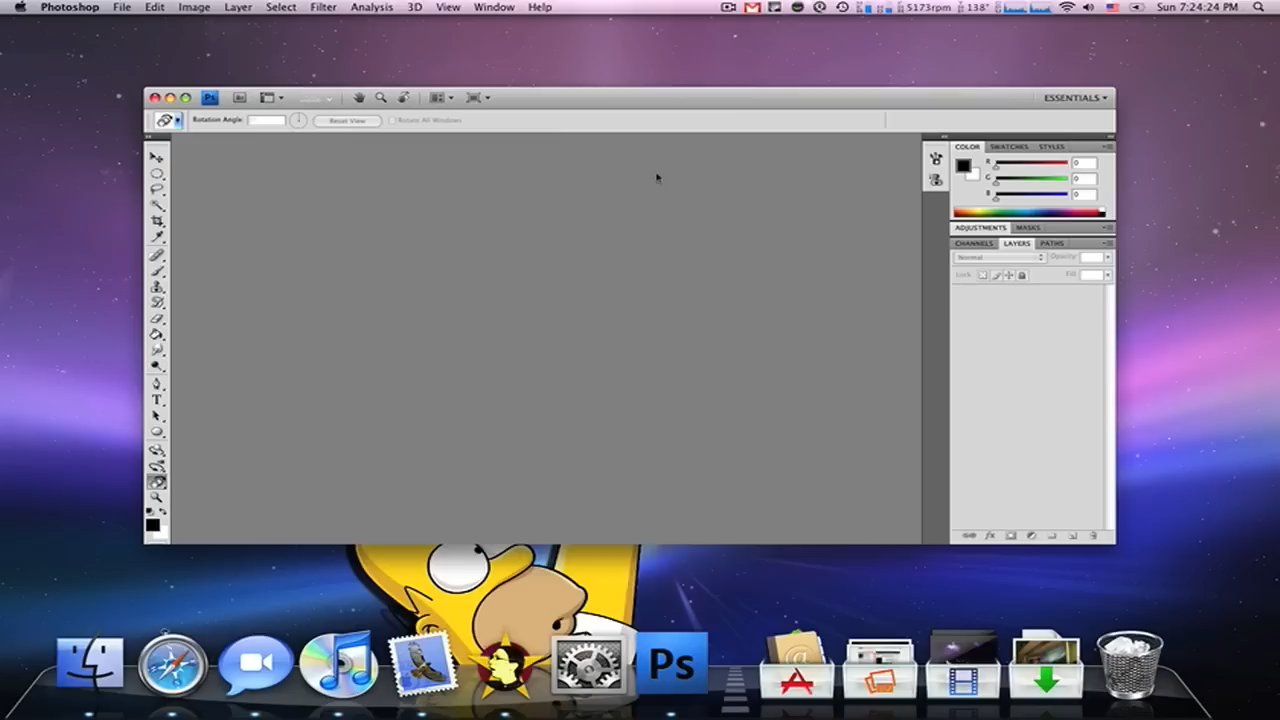 Photoshop File Edit Image Layer Select Filter Analysis 3D View Window Help 5173rpm 138° Sun 7:24:24 PM
Ps ESSENTIALS
Rotation Angle: Reset View Rotate All Windows
COLOR SWATCHES STYLES
R 0
G 0
B 0
ADJUSTMENTS MASKS
CHANNELS LAYERS PATHS
Normal Opacity:
Lock: Fill:
T
fx
Ps